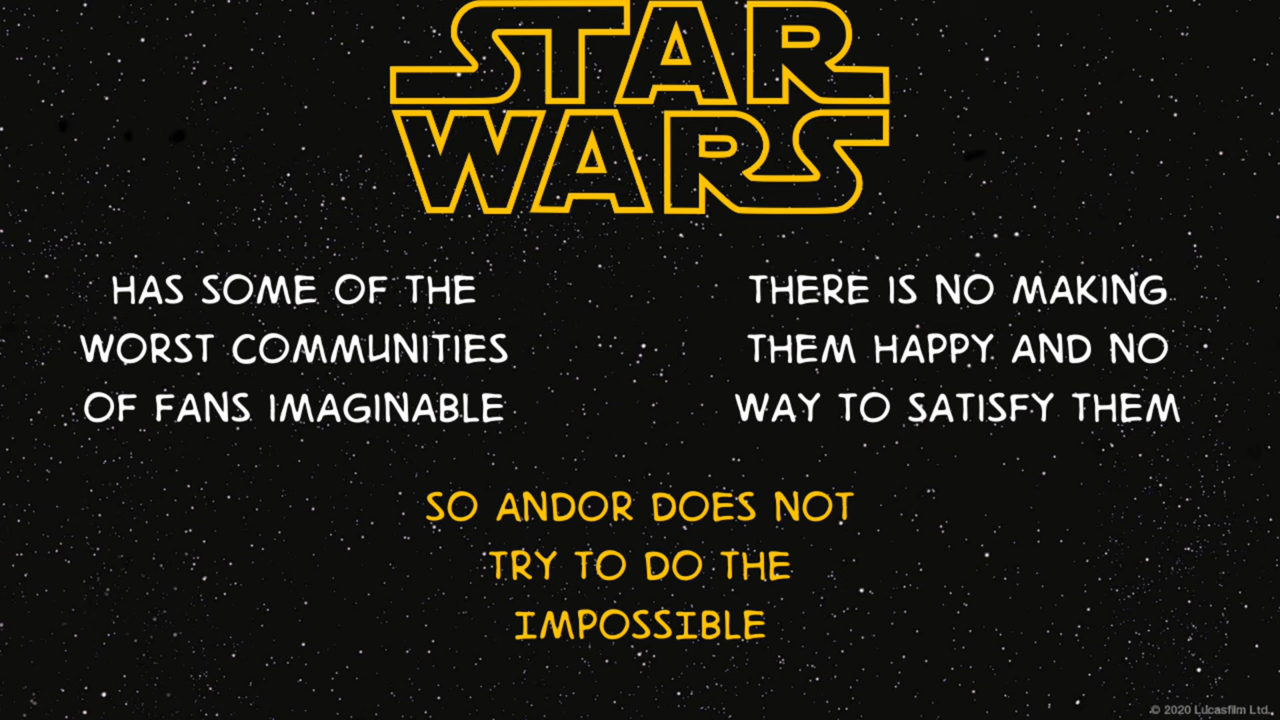 STAR
WARS
HAS SOME OF THE
WORST COMMUNITIES
OF FANS IMAGINABLE
THERE IS NO MAKING
THEM HAPPY AND NO
WAY TO SATISFY THEM
SO ANDOR DOES NOT
TRY TO DO THE
IMPOSSIBLE
© 2020 Lucasfilm Ltd.